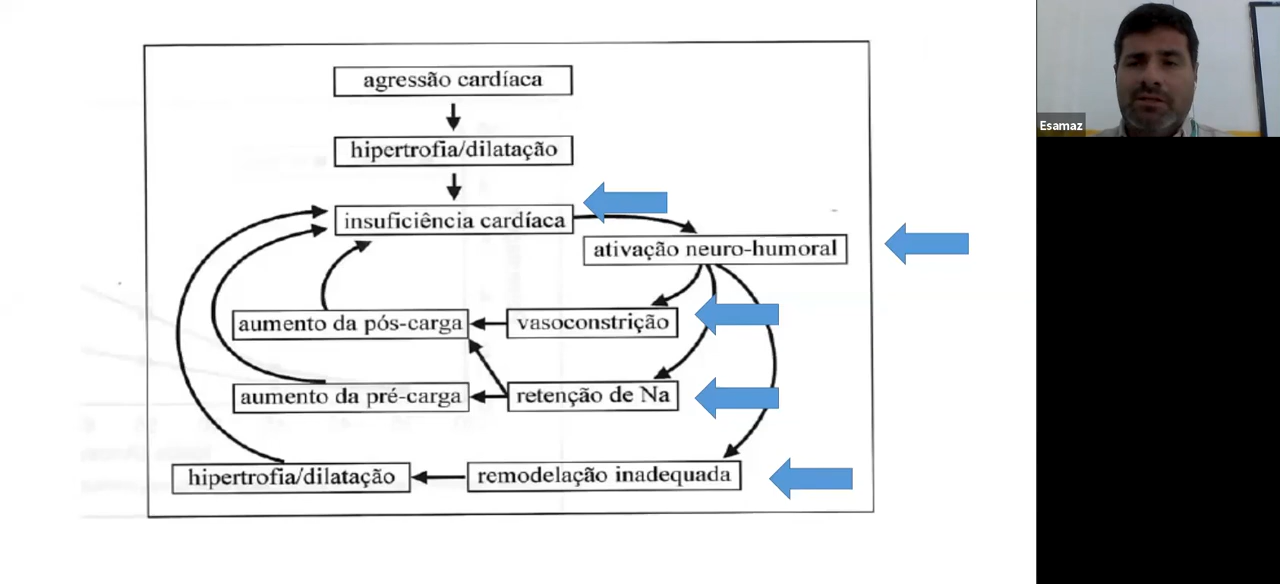 agressão cardíaca
hipertrofia/dilatação
insuficiência cardíaca
ativação neuro-humoral
aumento da pós-carga
vasoconstrição
aumento da pré-carga
retenção de Na
hipertrofia/dilatação
remodelação inadequada
Esamaz